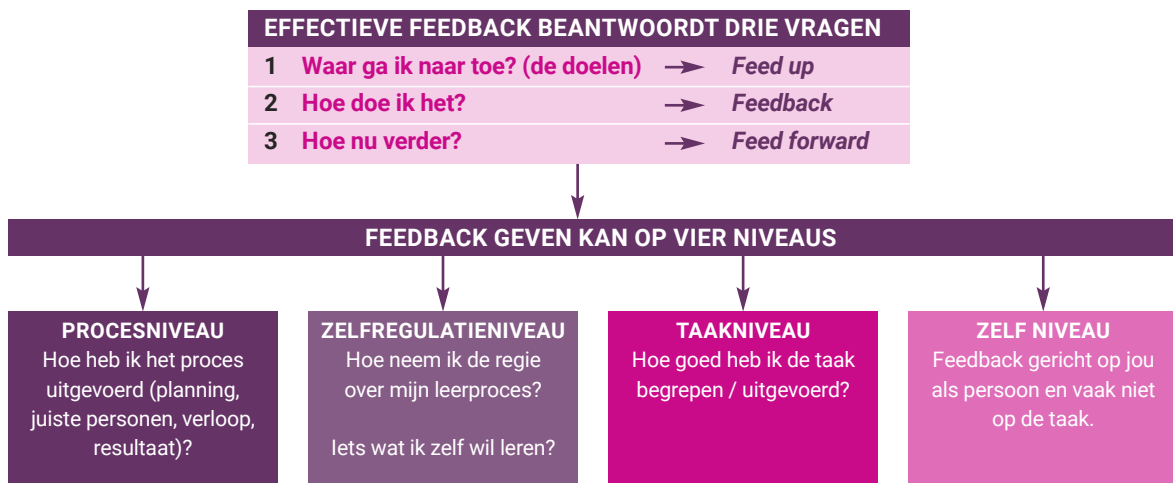 EFFECTIEVE FEEDBACK BEANTWOORDT DRIE VRAGEN
1 Waar ga ik naar toe? (de doelen) Feed up
2 Hoe doe ik het? Feedback
3 Hoe nu verder? Feed forward
FEEDBACK GEVEN KAN OP VIER NIVEAUS
PROCESNIVEAU
Hoe heb ik het proces
uitgevoerd (planning,
juiste personen, verloop,
resultaat)?
ZELFREGULATIENIVEAU
Hoe neem ik de regie
over mijn leerproces?
Iets wat ik zelf wil leren?
TAAKNIVEAU
Hoe goed heb ik de taak
begrepen / uitgevoerd?
ZELF NIVEAU
Feedback gericht op jou
als persoon en vaak niet
op de taak.